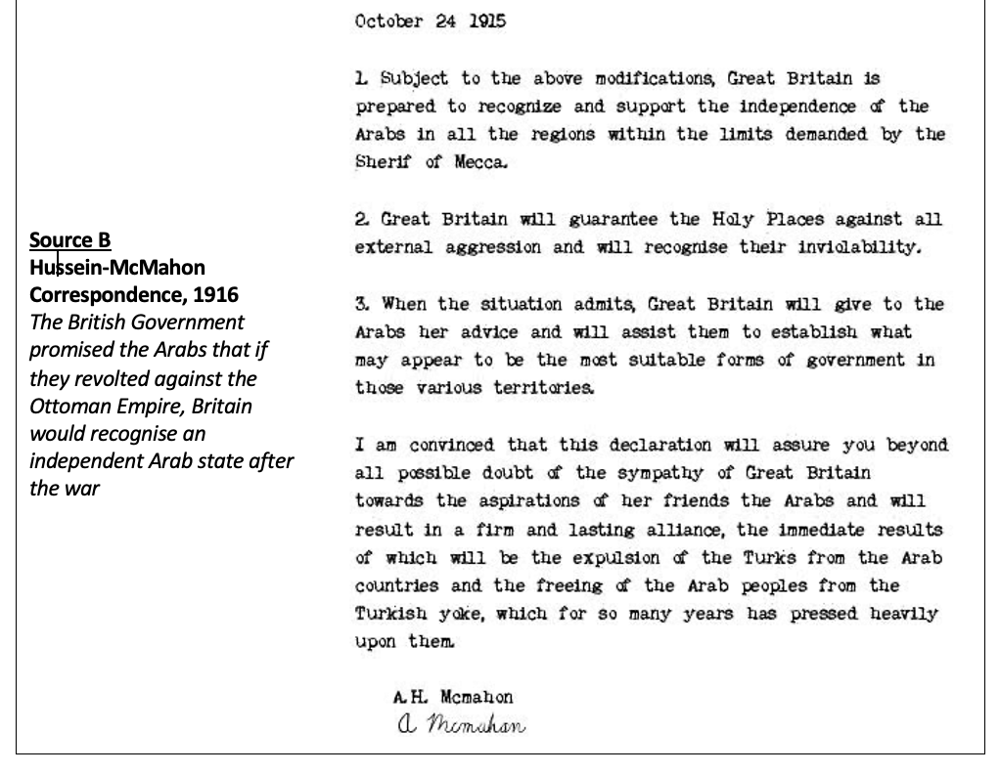 Source B
Hussein-McMahon
Correspondence, 1916
The British Government
promised the Arabs that if
they revolted against the
Ottoman Empire, Britain
would recognise an
independent Arab state after
the war
October 24 1915
1. Subject to the above modifications, Great Britain is
prepared to recognize and support the independence of the
Arabs in all the regions within the limits demanded by the
Sherif of Mecca.
2. Great Britain will guarantee the Holy Places against all
external aggression and will recognise their inviolability.
3. When the situation admits, Great Britain will give to the
Arabs her advice and will assist them to establish what
may appear to be the most suitable forms of government in
those various territories.
I am convinced that this declaration will assure you beyond
all possible doubt of the sympathy of Great Britain
towards the aspirations of her friends the Arabs and will
result in a firm and lasting alliance, the immediate results
of which will be the expulsion of the Turks from the Arab
countries and the freeing of the Arab peoples from the
Turkish yoke, which for so many years has pressed heavily
upon them.
A.H. Mcmahon
A Mcmahon